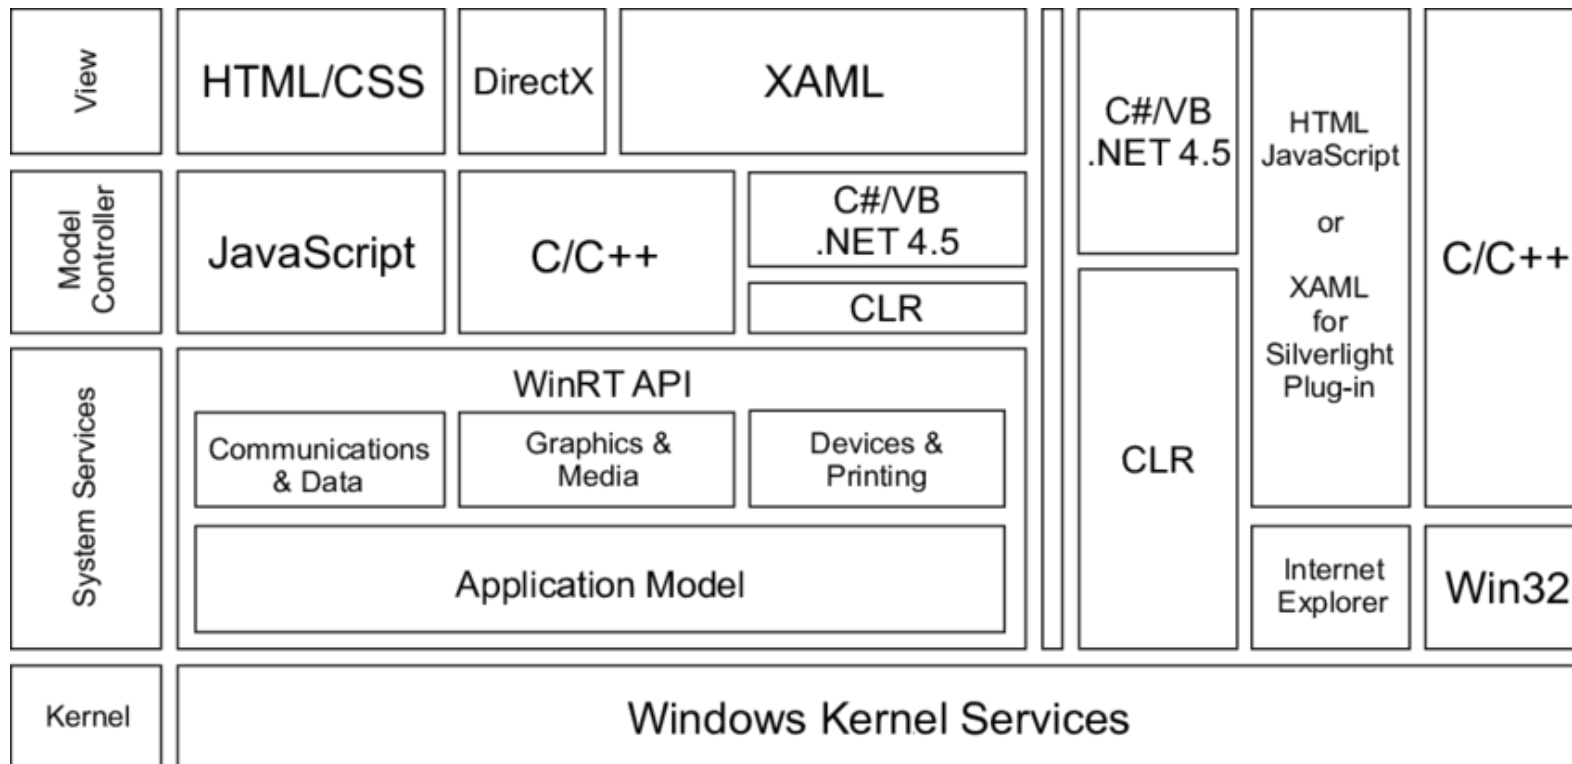 View
HTML/CSS
DirectX
XAML
C#/VB
.NET 4.5
HTML
JavaScript
or
XAML
for
Silverlight
Plug-in
C/C++
Model
Controller
JavaScript
C/C++
C#/VB
.NET 4.5
CLR
System Services
WinRT API
Communications
& Data
Graphics &
Media
Devices &
Printing
Application Model
CLR
Internet
Explorer
Win32
Kernel
Windows Kernel Services